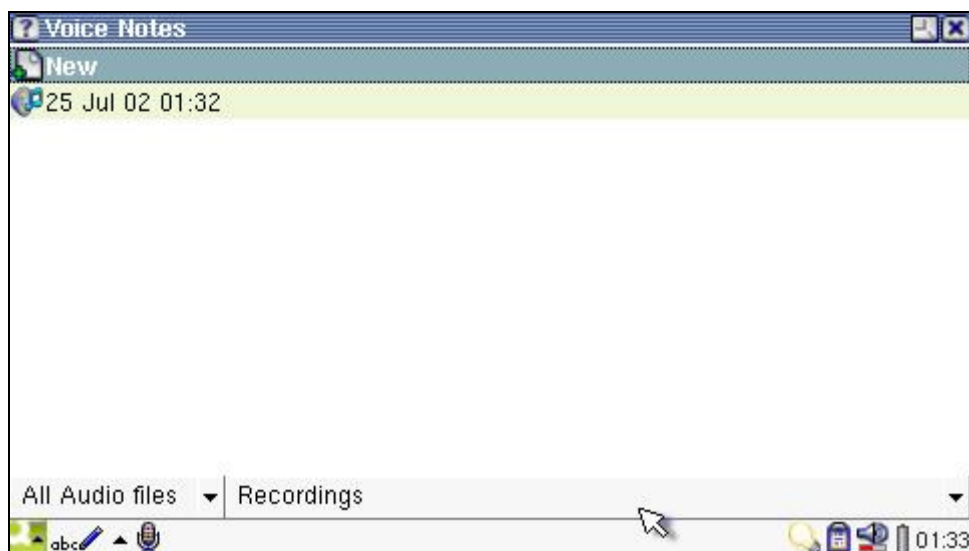 Voice Notes
New
25 Jul 02 01:32
All Audio files Recordings
abc 01:33